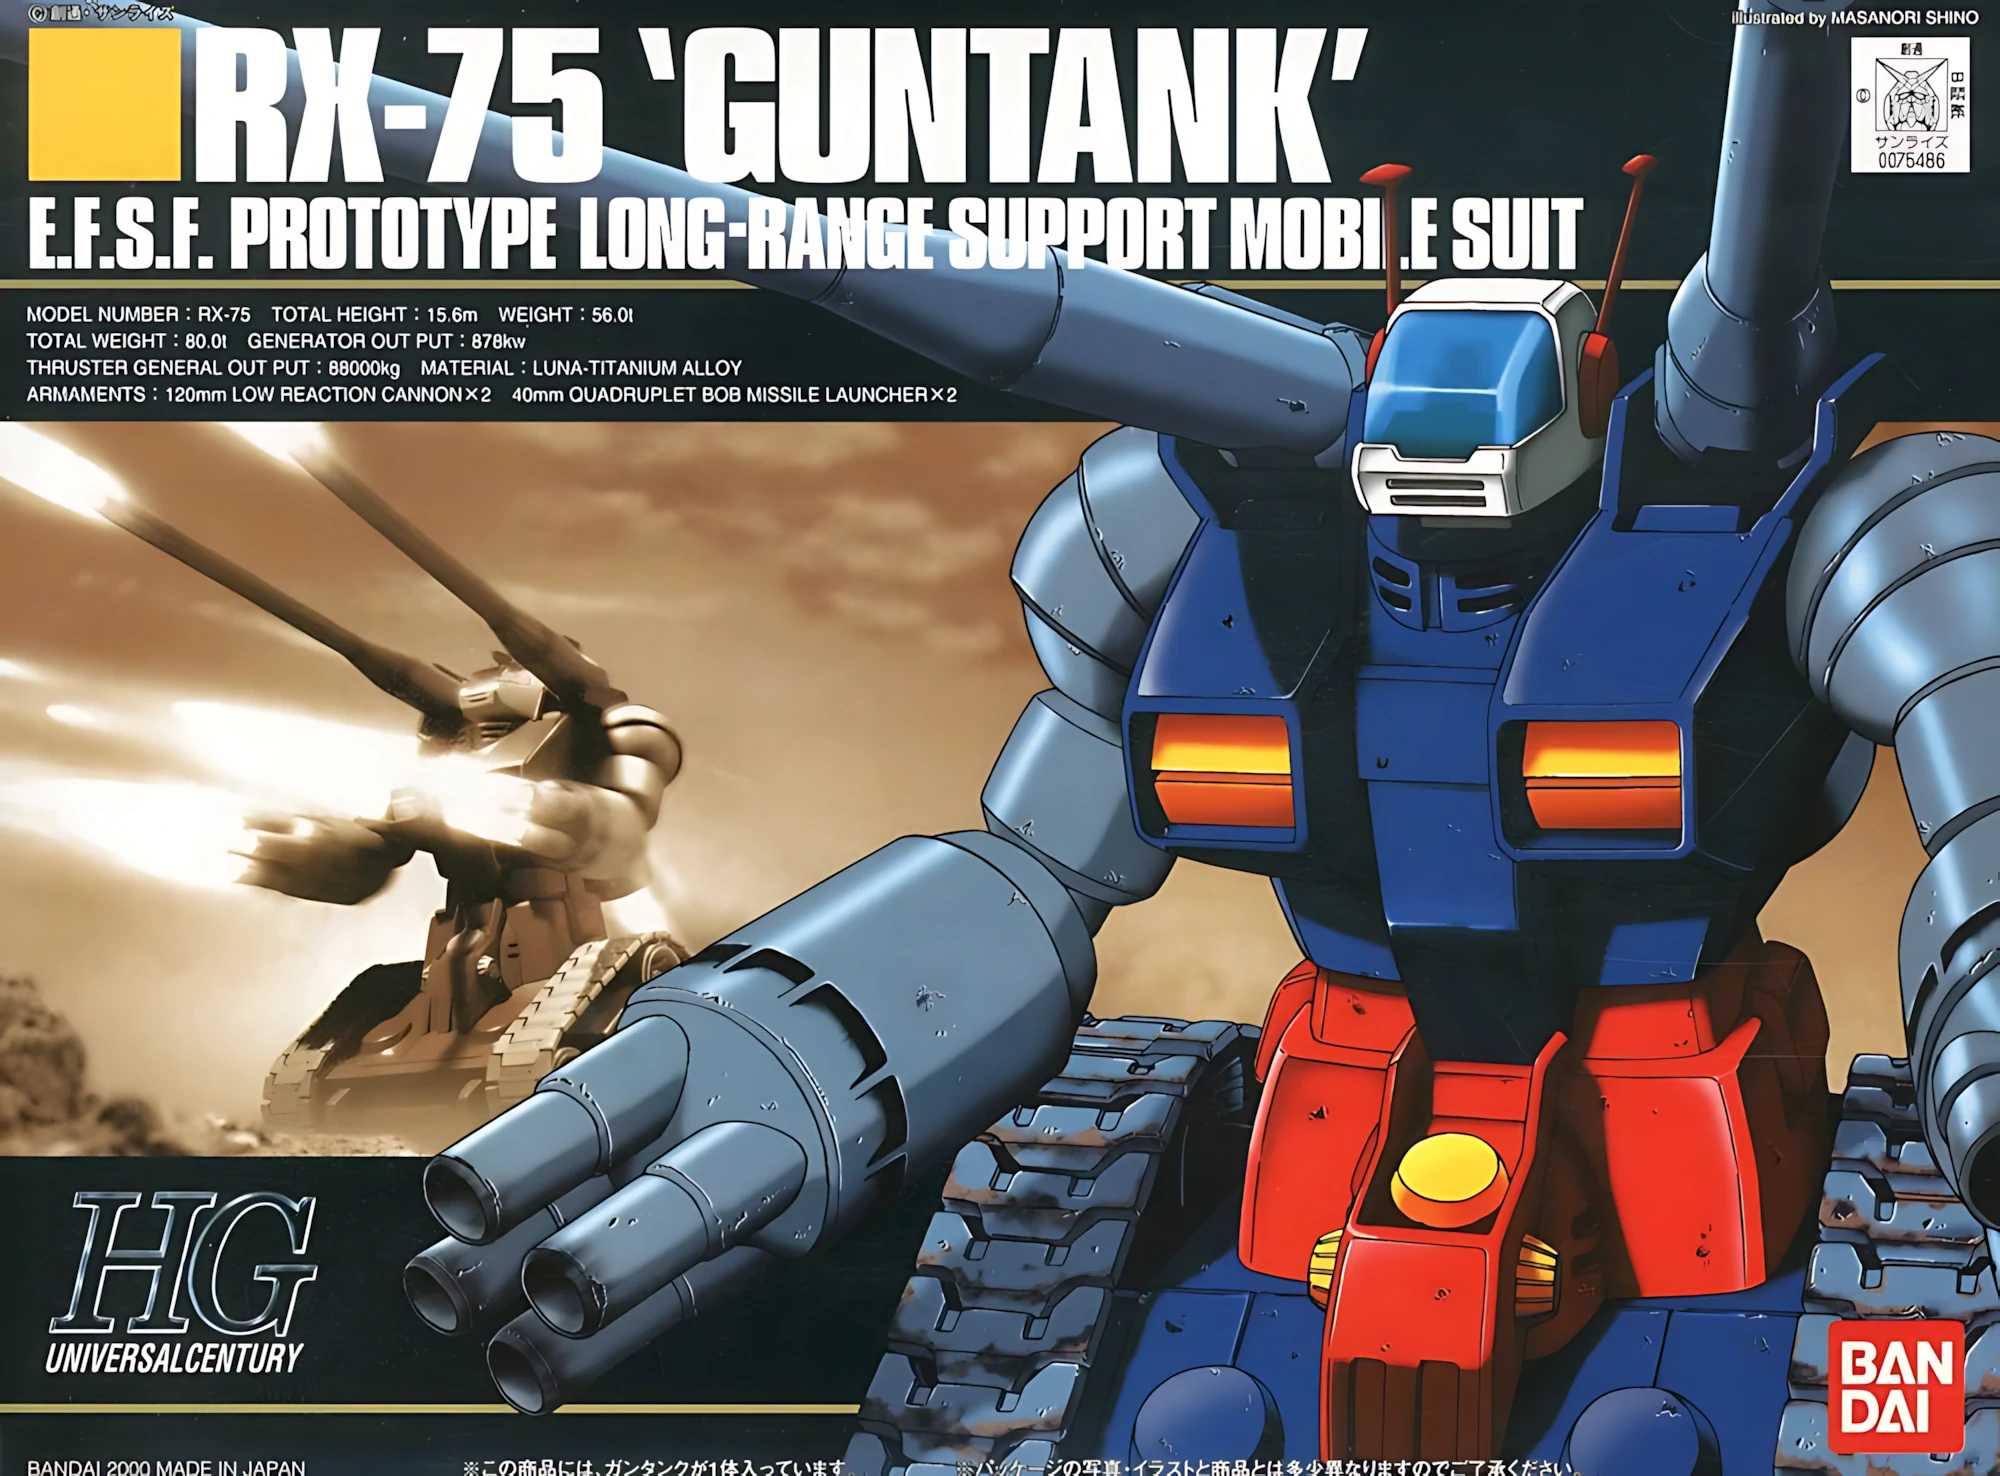 ©創通・サンライズ
Illustrated by MASANORI SHINO
RX-75 'GUNTANK'
E.F.S.F. PROTOTYPE LONG-RANGE SUPPORT MOBILE SUIT
サンライズ
0075486
MODEL NUMBER：RX-75 TOTAL HEIGHT：15.6m WEIGHT：56.0t
TOTAL WEIGHT：80.0t GENERATOR OUT PUT：878kw
THRUSTER GENERAL OUT PUT：88000kg MATERIAL：LUNA-TITANIUM ALLOY
ARMAMENTS：120mm LOW REACTION CANNON×2 40mm QUADRUPLET BOB MISSILE LAUNCHER×2
HG
UNIVERSAL CENTURY
BAN
DAI
BANDAI 2000 MADE IN JAPAN
※この商品には、ガンタンクが1体入っています。
※パッケージの写真・イラストと商品とは多少異なりますのでご了承ください。